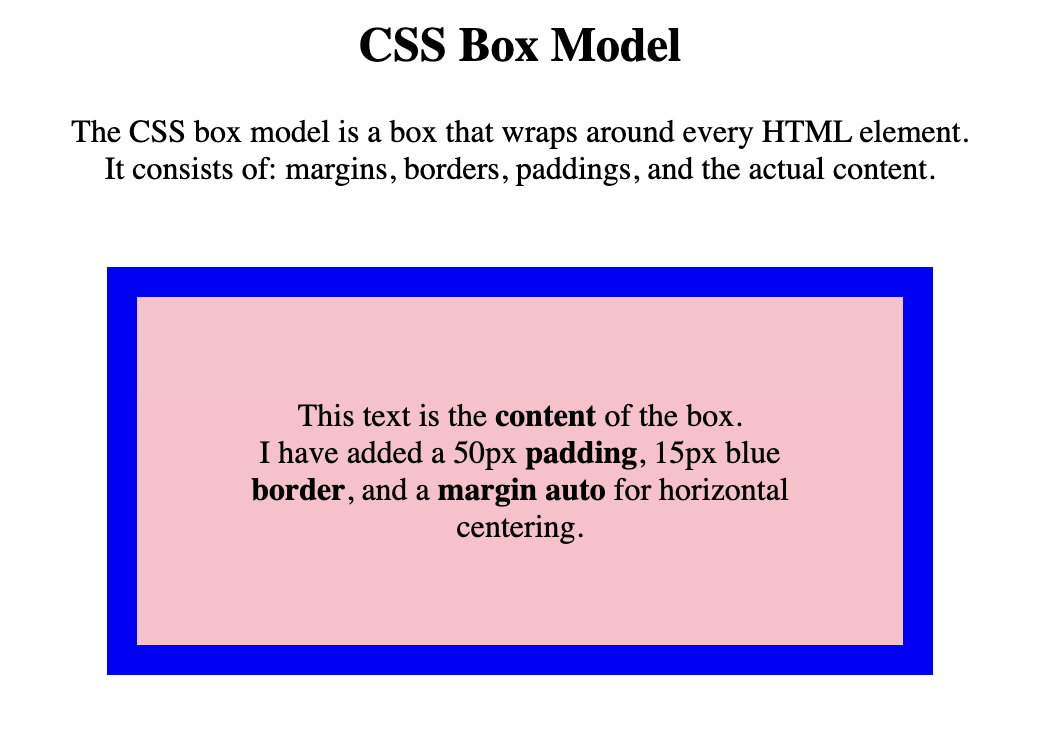 CSS Box Model
The CSS box model is a box that wraps around every HTML element.
It consists of: margins, borders, paddings, and the actual content.
This text is the content of the box.
I have added a 50px padding, 15px blue
border, and a margin auto for horizontal
centering.